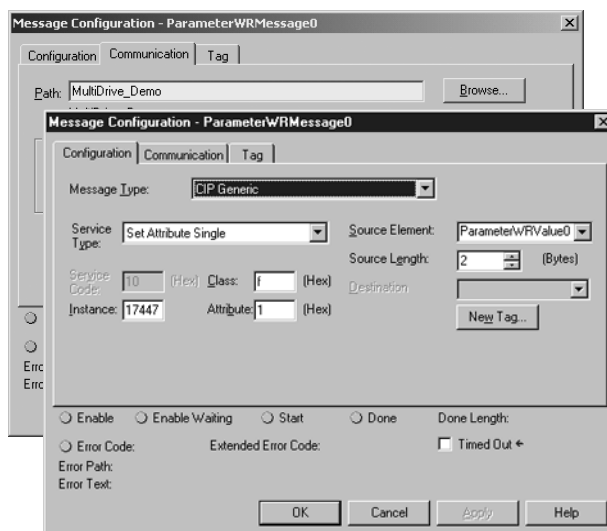 Message Configuration - ParameterWRMessage0
Configuration Communication Tag
Path: MultiDrive_Demo Browse...
Message Configuration - ParameterWRMessage0
Configuration Communication Tag
Message Type: CIP Generic
Service Type: Set Attribute Single Source Element: ParameterWRValue0
Source Length: 2 (Bytes)
Service Code: 10 (Hex) Class: f (Hex) Destination
Instance: 17447 Attribute: 1 (Hex) New Tag...
Enable Enable Waiting Start Done Done Length:
Error Code: Extended Error Code: Timed Out
Error Path:
Error Text:
OK Cancel Apply Help